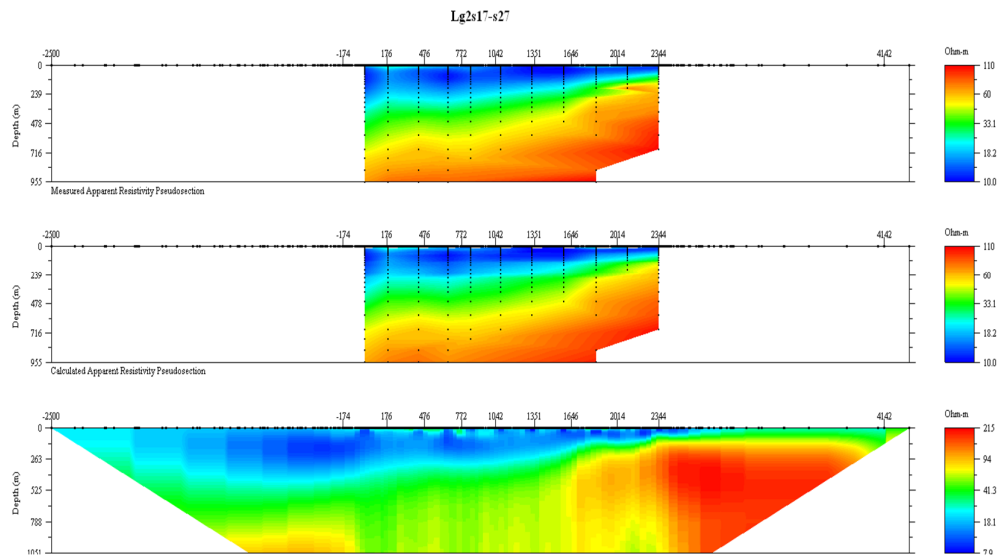 Lg2s17-s27
-2500 -174 176 476 772 1042 1351 1646 2014 2344 4142
Ohm-m
0
239
478
716
955
Depth (m)
110
60
33.1
18.2
10.0
Measured Apparent Resistivity Pseudosection
-2500 -174 176 476 772 1042 1351 1646 2014 2344 4142
Ohm-m
0
239
478
716
955
Depth (m)
110
60
33.1
18.2
10.0
Calculated Apparent Resistivity Pseudosection
-2500 -174 176 476 772 1042 1351 1646 2014 2344 4142
Ohm-m
0
263
525
788
1051
Depth (m)
215
94
41.3
18.1
7.9